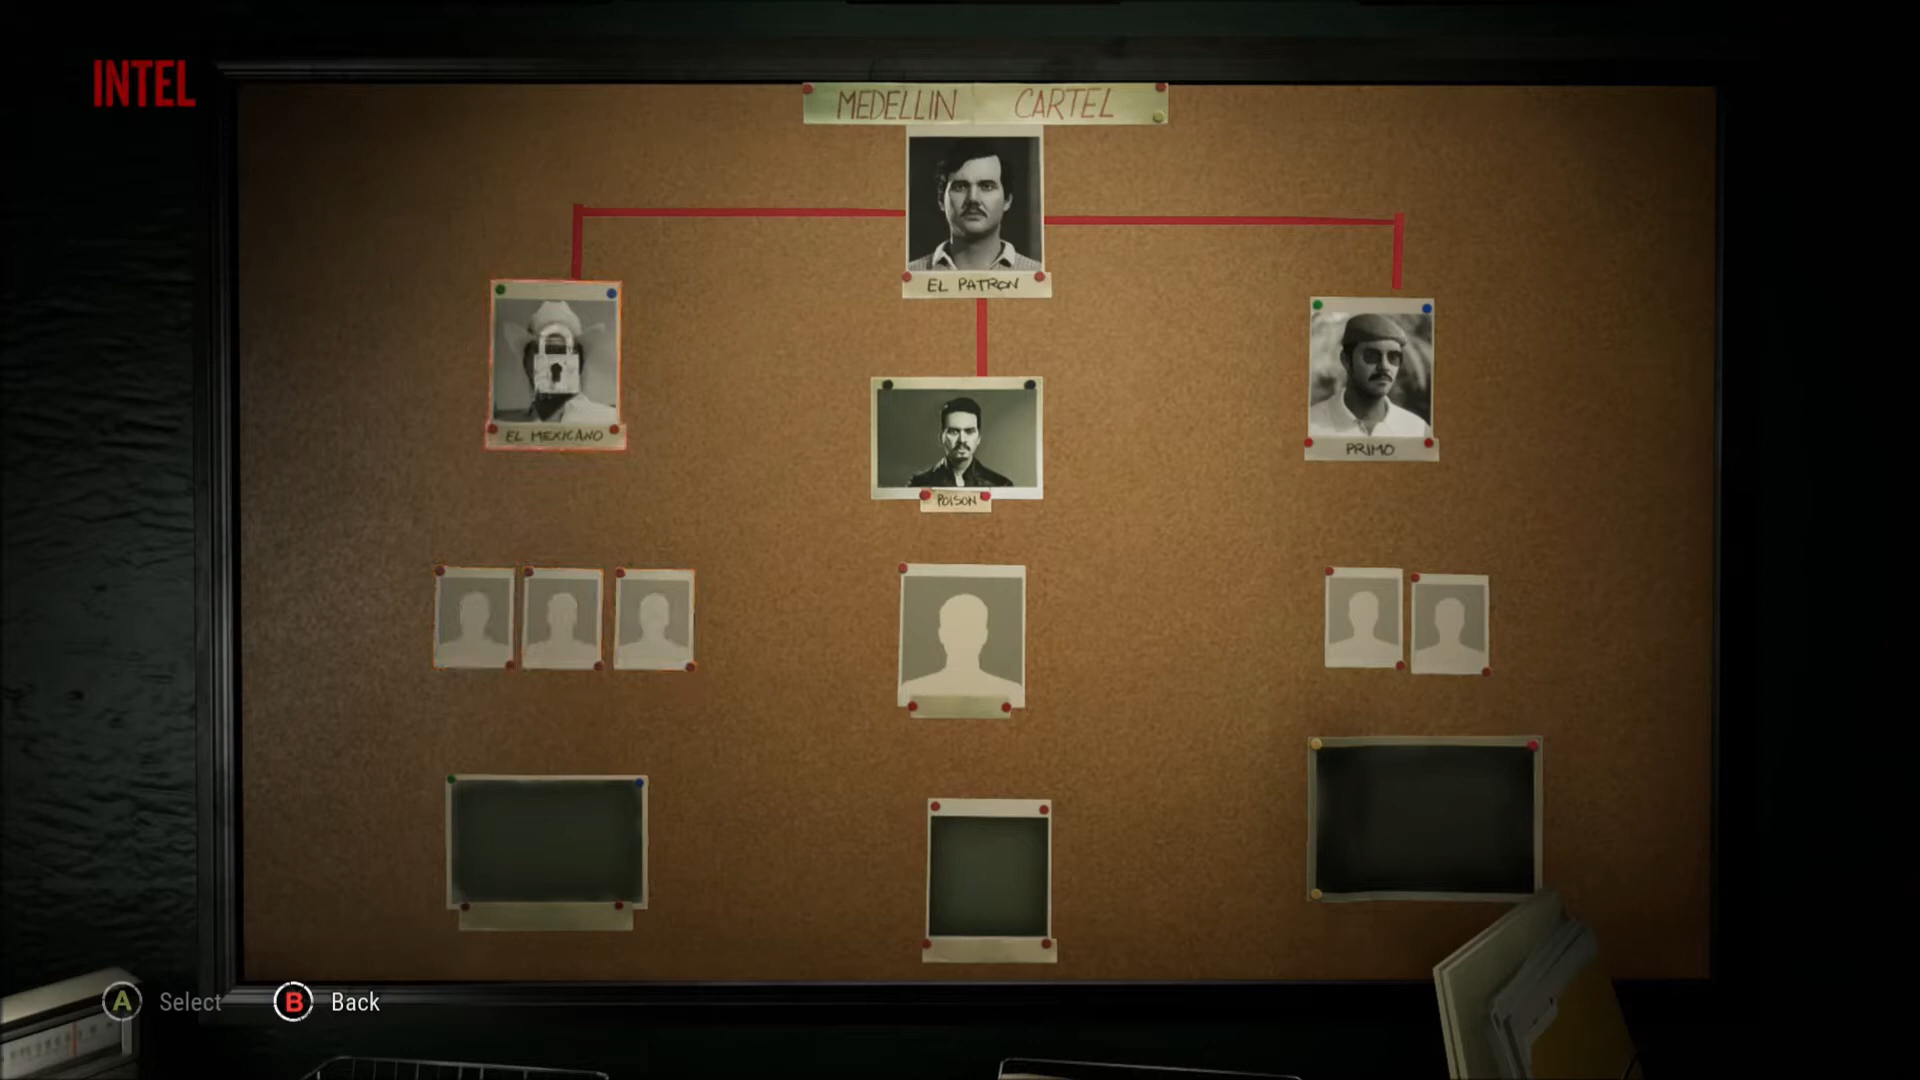 INTEL
MEDELLIN CARTEL
EL PATRON
EL MEXICANO
PRIMO
POISON
A Select B Back